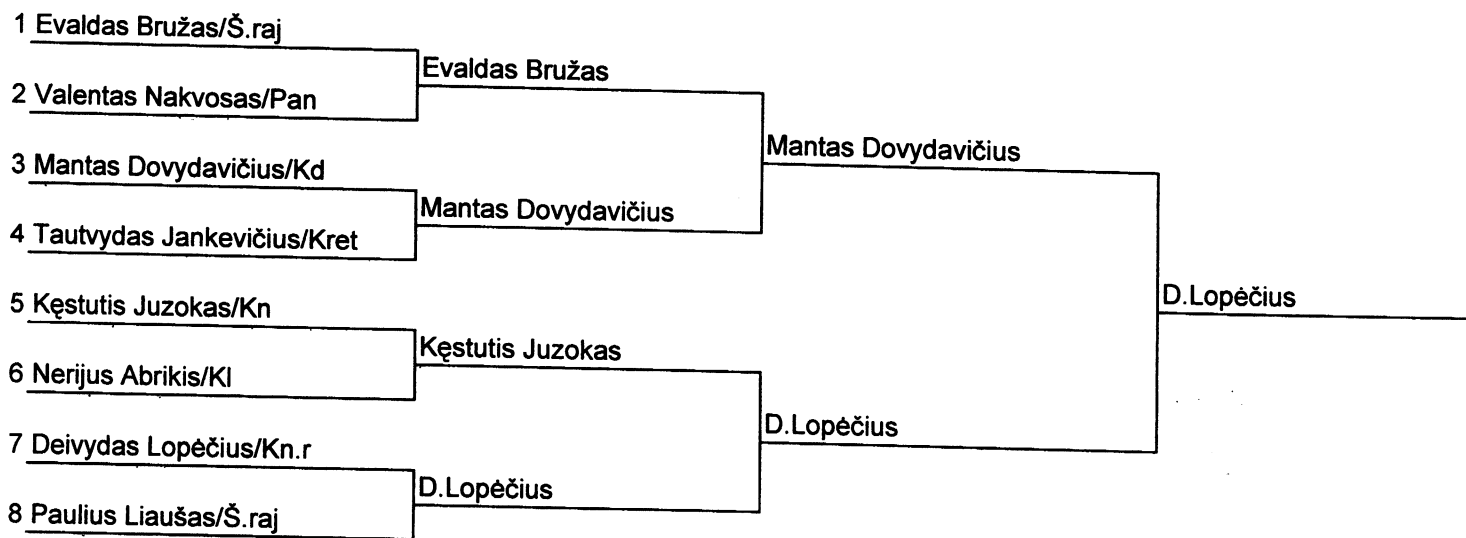 1 Evaldas Bružas/Š.raj
Evaldas Bružas
2 Valentas Nakvosas/Pan
Mantas Dovydavičius
3 Mantas Dovydavičius/Kd
Mantas Dovydavičius
4 Tautvydas Jankevičius/Kret
D.Lopėčius
5 Kęstutis Juzokas/Kn
Kęstutis Juzokas
6 Nerijus Abrikis/Kl
D.Lopėčius
7 Deivydas Lopėčius/Kn.r
D.Lopėčius
8 Paulius Liaušas/Š.raj